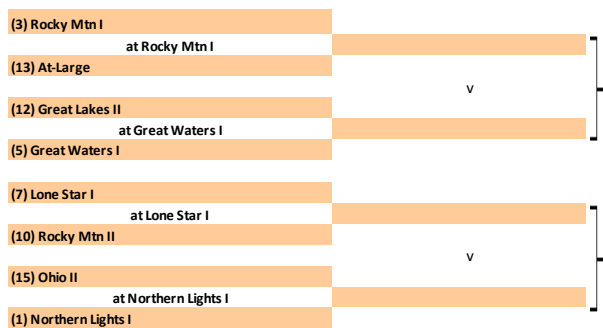 (3) Rocky Mtn I
at Rocky Mtn I
(13) At-Large
v
(12) Great Lakes II
at Great Waters I
(5) Great Waters I
(7) Lone Star I
at Lone Star I
(10) Rocky Mtn II
v
(15) Ohio II
at Northern Lights I
(1) Northern Lights I